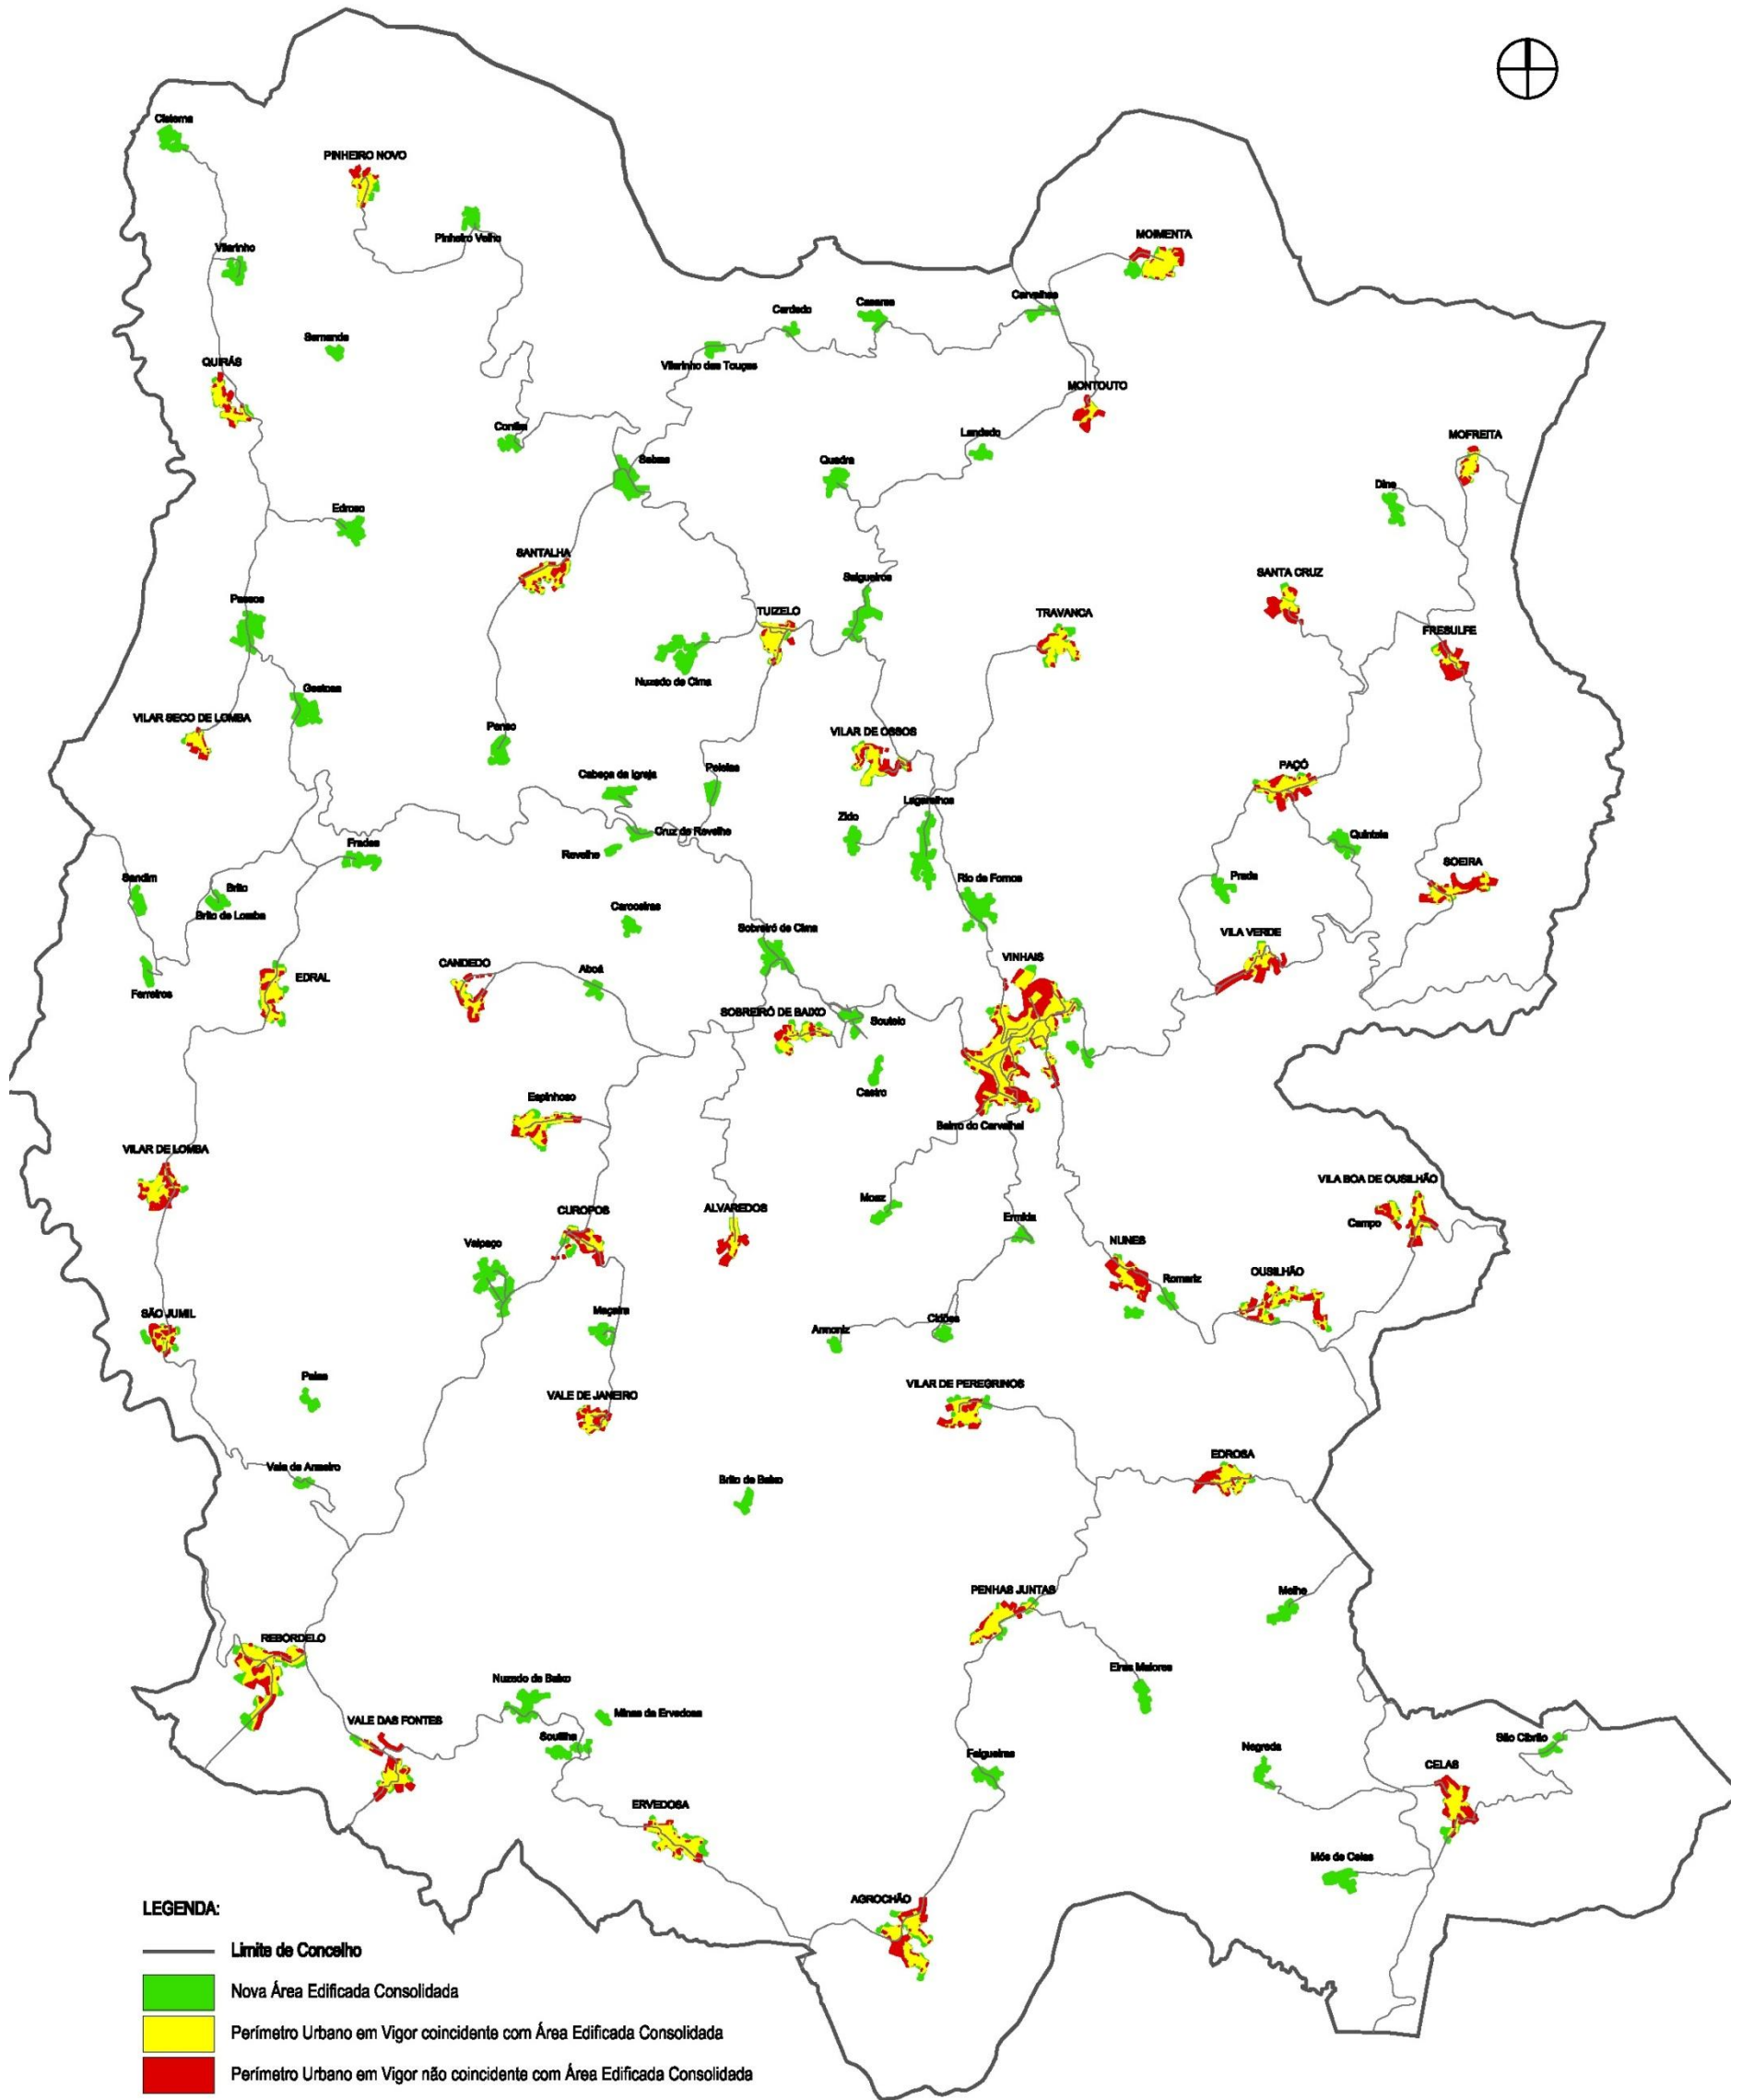 Cisterna
PINHEIRO NOVO
Pinheiro Velho
MOIMENTA
Vilarinho
Carvalhas
Casares
Cardedo
Sernande
Vilarinho das Touças
QUIRÁS
MONTOUTO
Contim
Landedo
MOFREITA
Seixas
Quadra
Dine
Edroso
SANTALHA
SANTA CRUZ
Salgueiros
Passos
TUIZELO
TRAVANCA
FRESULFE
Nuzedo de Cima
Gestosa
VILAR SECO DE LOMBA
Penso
VILAR DE OSSOS
PAÇÓ
Cabeça da Igreja
Peleias
Lagarelhos
Zido
Cruz de Revelhe
Quintela
Fradas
Revelhe
SOEIRA
Sandim
Brito
Rio de Fornos
Prada
Brito de Lomba
Caroceiras
Sobreiró de Cima
VILA VERDE
CANDEDO
VINHAIS
Aboá
EDRAL
Ferreiros
SOBREIRÓ DE BAIXO
Soutelo
Castro
Espinhoso
Bairro do Carvalhal
VILAR DE LOMBA
VILA BOA DE OUSILHÃO
Moaz
CUROPOS
ALVAREDOS
Ermida
Campo
Valpaço
NUNES
OUSILHÃO
Romariz
SÃO JUMIL
Maçaira
Armoniz
Cidões
Palas
VILAR DE PEREGRINOS
VALE DE JANEIRO
EDROSA
Vale de Armeiro
Brito de Baixo
PENHAS JUNTAS
Melhe
REBORDELO
Eiras Maiores
Nuzedo de Baixo
Minas de Ervedosa
VALE DAS FONTES
Soutilha
São Cibrão
Negreda
Falgueiras
CELAS
ERVEDOSA
Mós de Celas
AGROCHÃO
LEGENDA:
Limite de Concelho
Nova Área Edificada Consolidada
Perímetro Urbano em Vigor coincidente com Área Edificada Consolidada
Perímetro Urbano em Vigor não coincidente com Área Edificada Consolidada